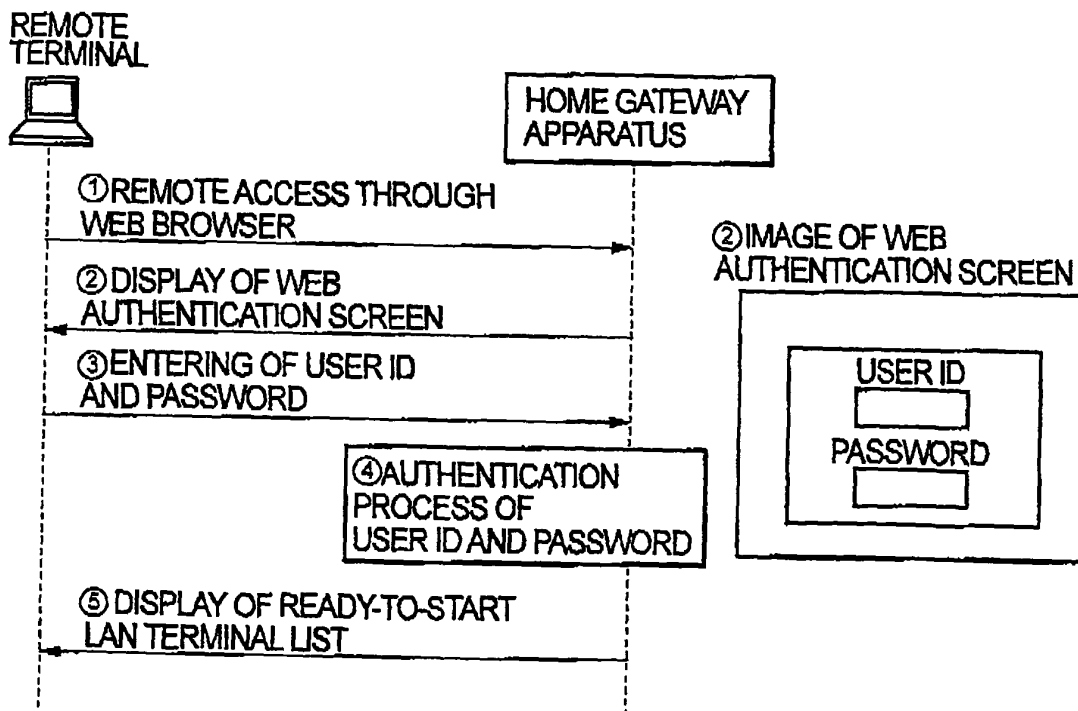 REMOTE
TERMINAL
HOME GATEWAY
APPARATUS
①REMOTE ACCESS THROUGH
WEB BROWSER
②DISPLAY OF WEB
AUTHENTICATION SCREEN
③ENTERING OF USER ID
AND PASSWORD
④AUTHENTICATION
PROCESS OF
USER ID AND PASSWORD
⑤DISPLAY OF READY-TO-START
LAN TERMINAL LIST
②IMAGE OF WEB
AUTHENTICATION SCREEN
USER ID
PASSWORD